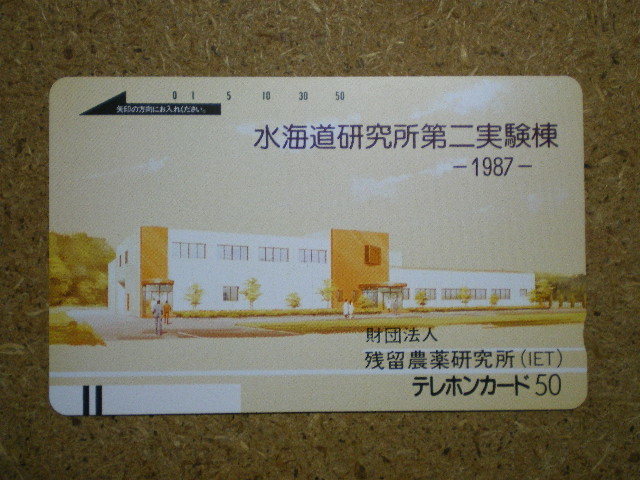 0 1 5 10 30 50
矢印の方向にお入れください。
水海道研究所第二実験棟
－1987－
財団法人
残留農薬研究所(IET)
テレホンカード50